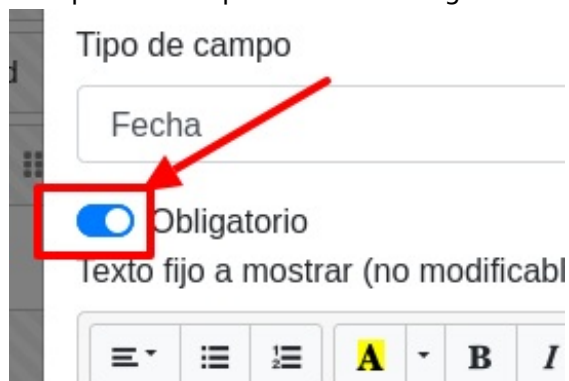 Tipo de campo
Fecha
Obligatorio
Texto fijo a mostrar (no modificabl
A B I